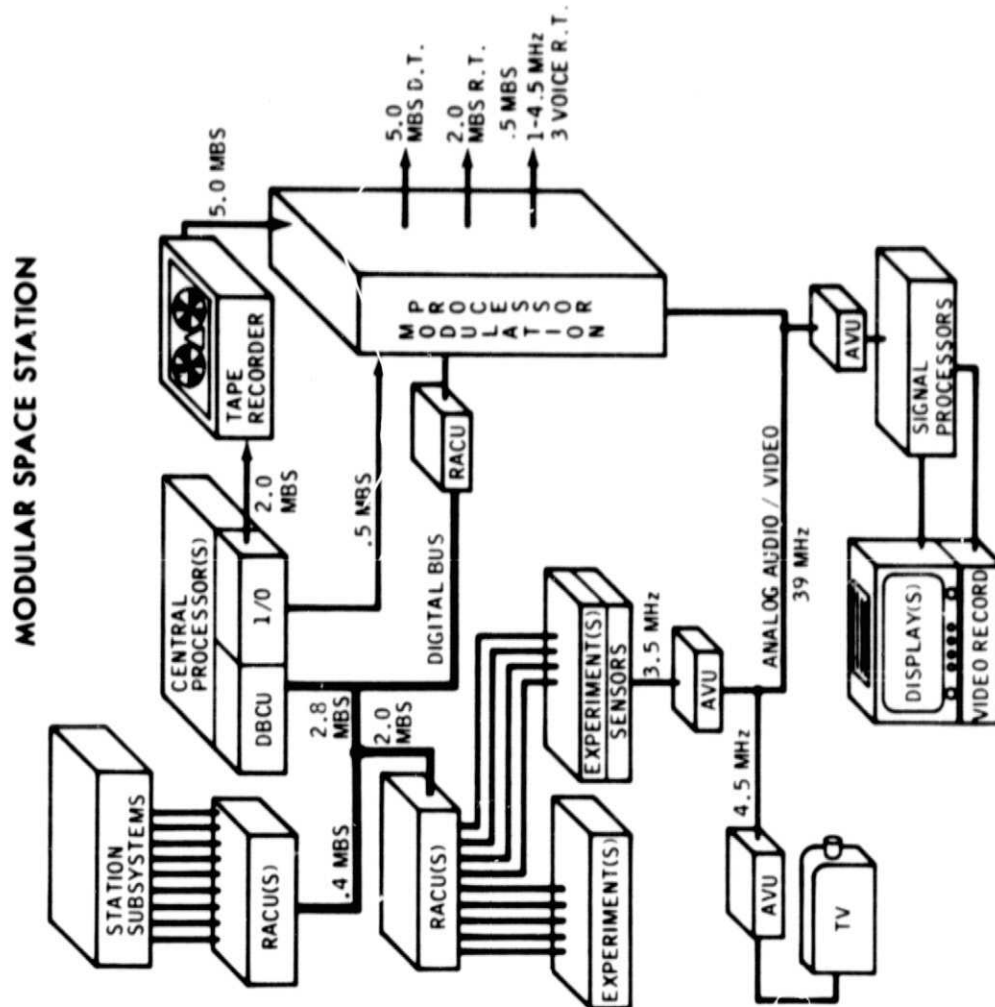 MODULAR SPACE STATION
STATION
SUBSYSTEMS
RACU(S)
.4 MBS
CENTRAL
PROCESSOR(S)
DBCU
I/O
2.0
MBS
TAPE
RECORDER
5.0 MBS
2.8
MBS
2.0
MBS
.5 MBS
DIGITAL BUS
RACU
MODULATION
PROCESSOR
5.0
MBS D.T.
2.0
MBS R.T.
.5 MBS
1-4.5 MHz
3 VOICE R.T.
RACU(S)
EXPERIMENT(S)
EXPERIMENT(S)
SENSORS
3.5 MHz
AVU
4.5 MHz
AVU
TV
ANALOG AUDIO / VIDEO
39 MHz
AVU
SIGNAL
PROCESSORS
DISPLAY(S)
VIDEO RECORD